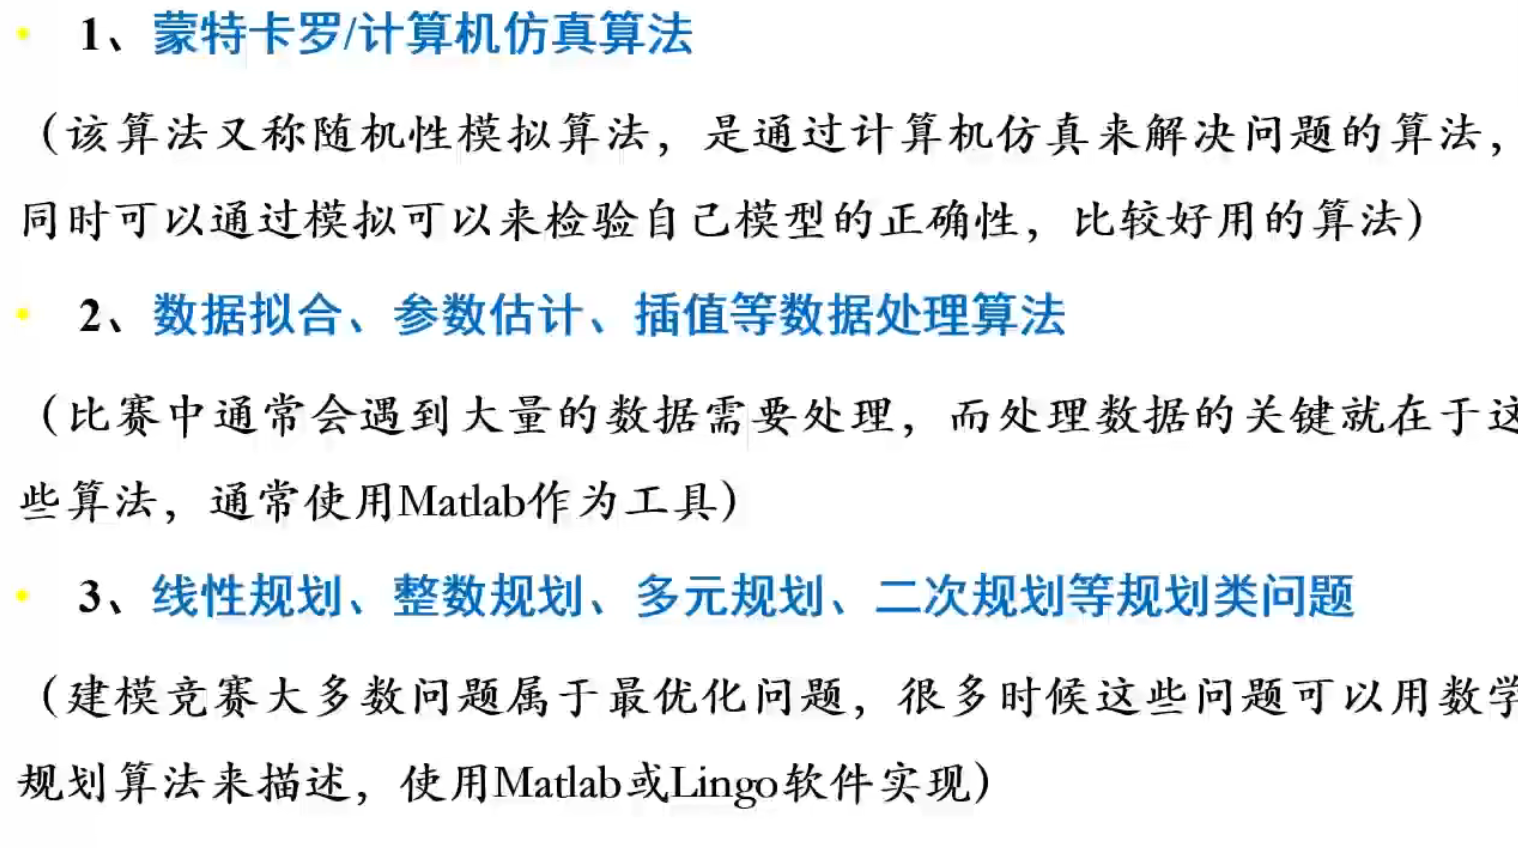 • 1、蒙特卡罗/计算机仿真算法
（该算法又称随机性模拟算法，是通过计算机仿真来解决问题的算法，
同时可以通过模拟可以来检验自己模型的正确性，比较好用的算法）
• 2、数据拟合、参数估计、插值等数据处理算法
（比赛中通常会遇到大量的数据需要处理，而处理数据的关键就在于这
些算法，通常使用Matlab作为工具）
• 3、线性规划、整数规划、多元规划、二次规划等规划类问题
（建模竞赛大多数问题属于最优化问题，很多时候这些问题可以用数学
规划算法来描述，使用Matlab或Lingo软件实现）